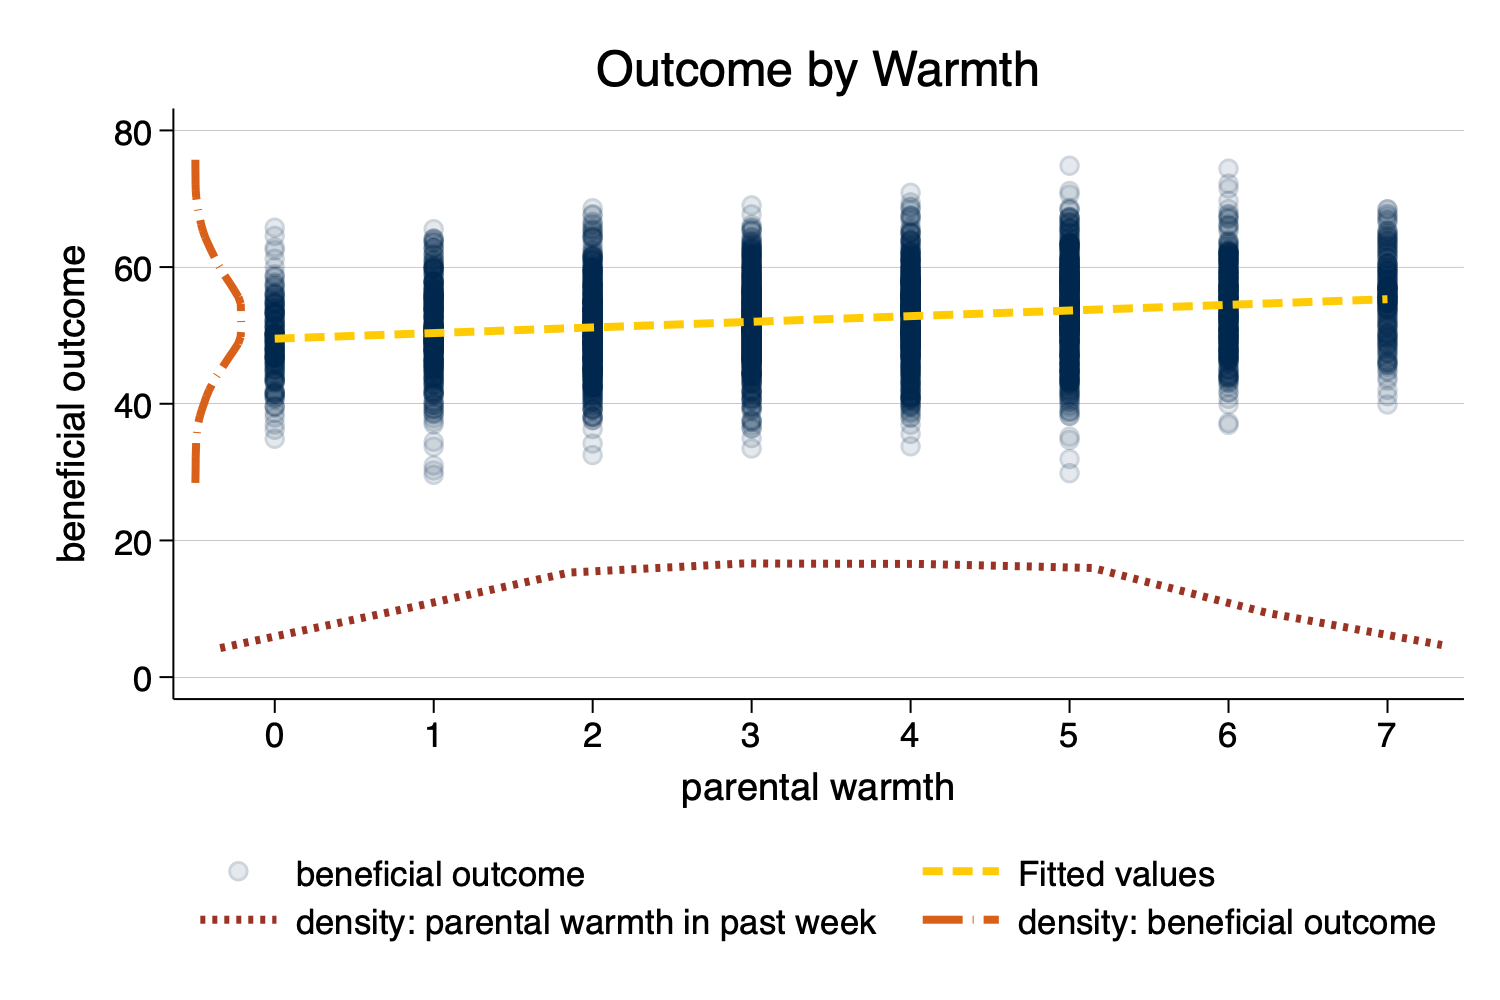 Outcome by Warmth
80
60
40
20
0
beneficial outcome
0 1 2 3 4 5 6 7
parental warmth
beneficial outcome
Fitted values
density: parental warmth in past week
density: beneficial outcome